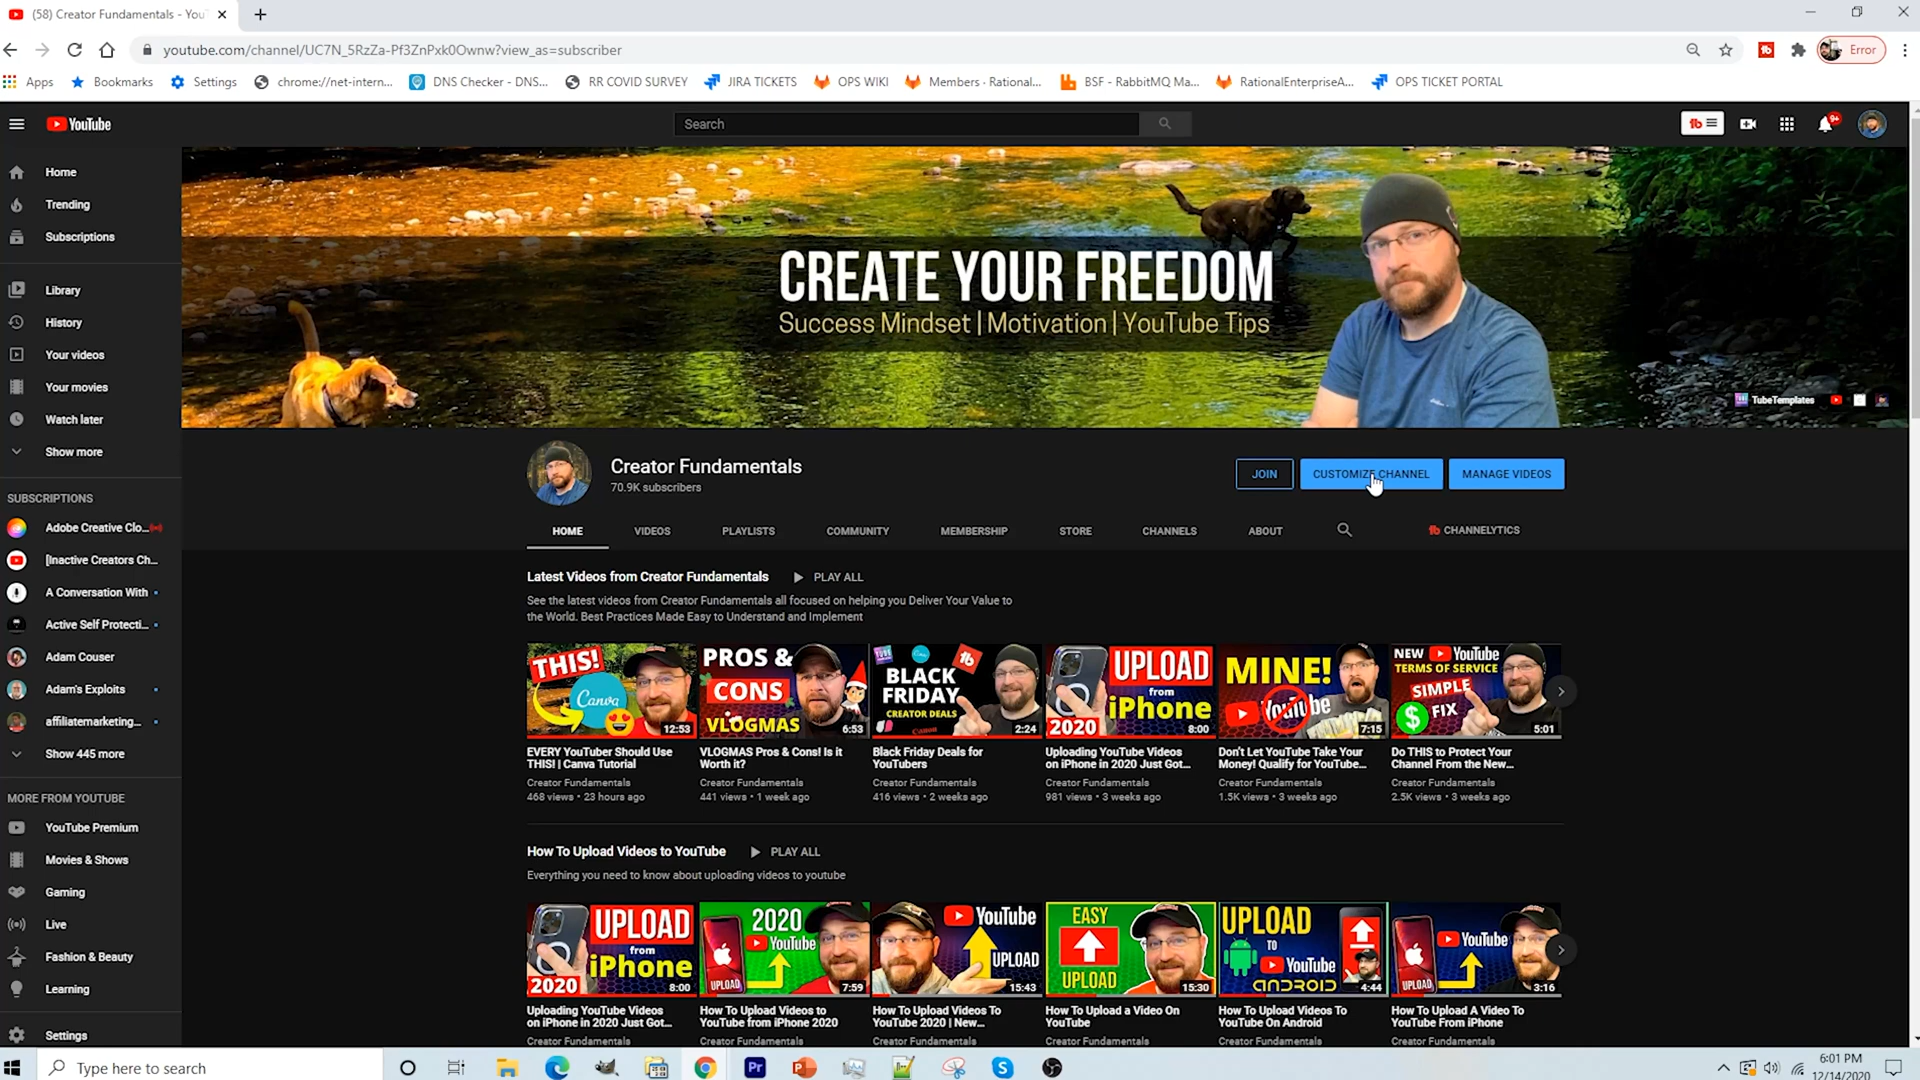 (58) Creator Fundamentals - You
youtube.com/channel/UC7N_5RzZa-Pf3ZnPxk0Ownw?view_as=subscriber
Error
Apps
Bookmarks
Settings
chrome://net-intern...
DNS Checker - DNS...
RR COVID SURVEY
JIRA TICKETS
OPS WIKI
Members · Rational...
BSF - RabbitMQ Ma...
RationalEnterpriseA...
OPS TICKET PORTAL
YouTube
Search
9+
Home
Trending
Subscriptions
Library
History
Your videos
Your movies
Watch later
Show more
SUBSCRIPTIONS
Adobe Creative Clo...
[Inactive Creators Ch...
A Conversation With
Active Self Protecti...
Adam Couser
Adam's Exploits
affiliatemarketing...
Show 445 more
MORE FROM YOUTUBE
YouTube Premium
Movies & Shows
Gaming
Live
Fashion & Beauty
Learning
Settings
CREATE YOUR FREEDOM
Success Mindset | Motivation | YouTube Tips
TubeTemplates
Creator Fundamentals
70.9K subscribers
JOIN
CUSTOMIZE CHANNEL
MANAGE VIDEOS
HOME
VIDEOS
PLAYLISTS
COMMUNITY
MEMBERSHIP
STORE
CHANNELS
ABOUT
CHANNELYTICS
Latest Videos from Creator Fundamentals
PLAY ALL
See the latest videos from Creator Fundamentals all focused on helping you Deliver Your Value to
the World. Best Practices Made Easy to Understand and Implement
THIS!
Canva
12:53
EVERY YouTuber Should Use
THIS! | Canva Tutorial
Creator Fundamentals
468 views • 23 hours ago
PROS &
CONS
VLOGMAS
6:53
VLOGMAS Pros & Cons! Is it
Worth it?
Creator Fundamentals
441 views • 1 week ago
BLACK
FRIDAY
CREATOR DEALS
Canon
2:24
Black Friday Deals for
YouTubers
Creator Fundamentals
416 views • 2 weeks ago
UPLOAD
from
iPhone
2020
8:00
Uploading YouTube Videos
on iPhone in 2020 Just Got...
Creator Fundamentals
981 views • 3 weeks ago
MINE!
YouTube
7:15
Don't Let YouTube Take Your
Money! Qualify for YouTube...
Creator Fundamentals
1.5K views • 3 weeks ago
NEW YouTube
TERMS OF SERVICE
SIMPLE
FIX
5:01
Do THIS to Protect Your
Channel From the New...
Creator Fundamentals
2.5K views • 3 weeks ago
How To Upload Videos to YouTube
PLAY ALL
Everything you need to know about uploading videos to youtube
UPLOAD
from
iPhone
2020
8:00
Uploading YouTube Videos
on iPhone in 2020 Just Got...
Creator Fundamentals
2020
YouTube
UPLOAD
7:59
How To Upload Videos to
YouTube from iPhone 2020
Creator Fundamentals
YouTube
UPLOAD
15:43
How To Upload Videos To
YouTube 2020 | New...
Creator Fundamentals
EASY
UPLOAD
15:30
How To Upload a Video On
YouTube
Creator Fundamentals
UPLOAD
TO
YouTube
ANDROID
4:44
How To Upload Videos To
YouTube On Android
Creator Fundamentals
YouTube
UPLOAD
3:16
How To Upload A Video To
YouTube From iPhone
Creator Fundamentals
Type here to search
6:01 PM
12/14/2020